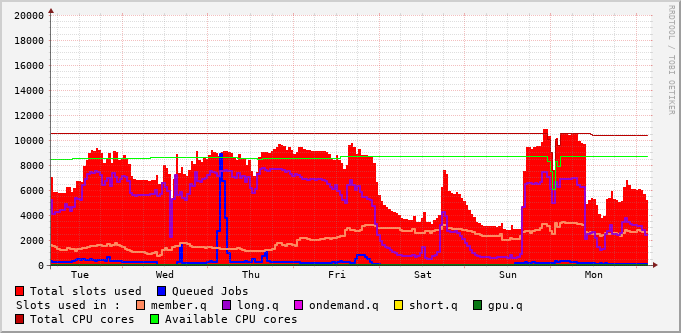 20000
18000
16000
14000
12000
10000
8000
6000
4000
2000
0
Tue Wed Thu Fri Sat Sun Mon
Total slots used Queued Jobs
Slots used in : member.q long.q ondemand.q short.q gpu.q
Total CPU cores Available CPU cores
RRDTOOL / TOBI OETIKER